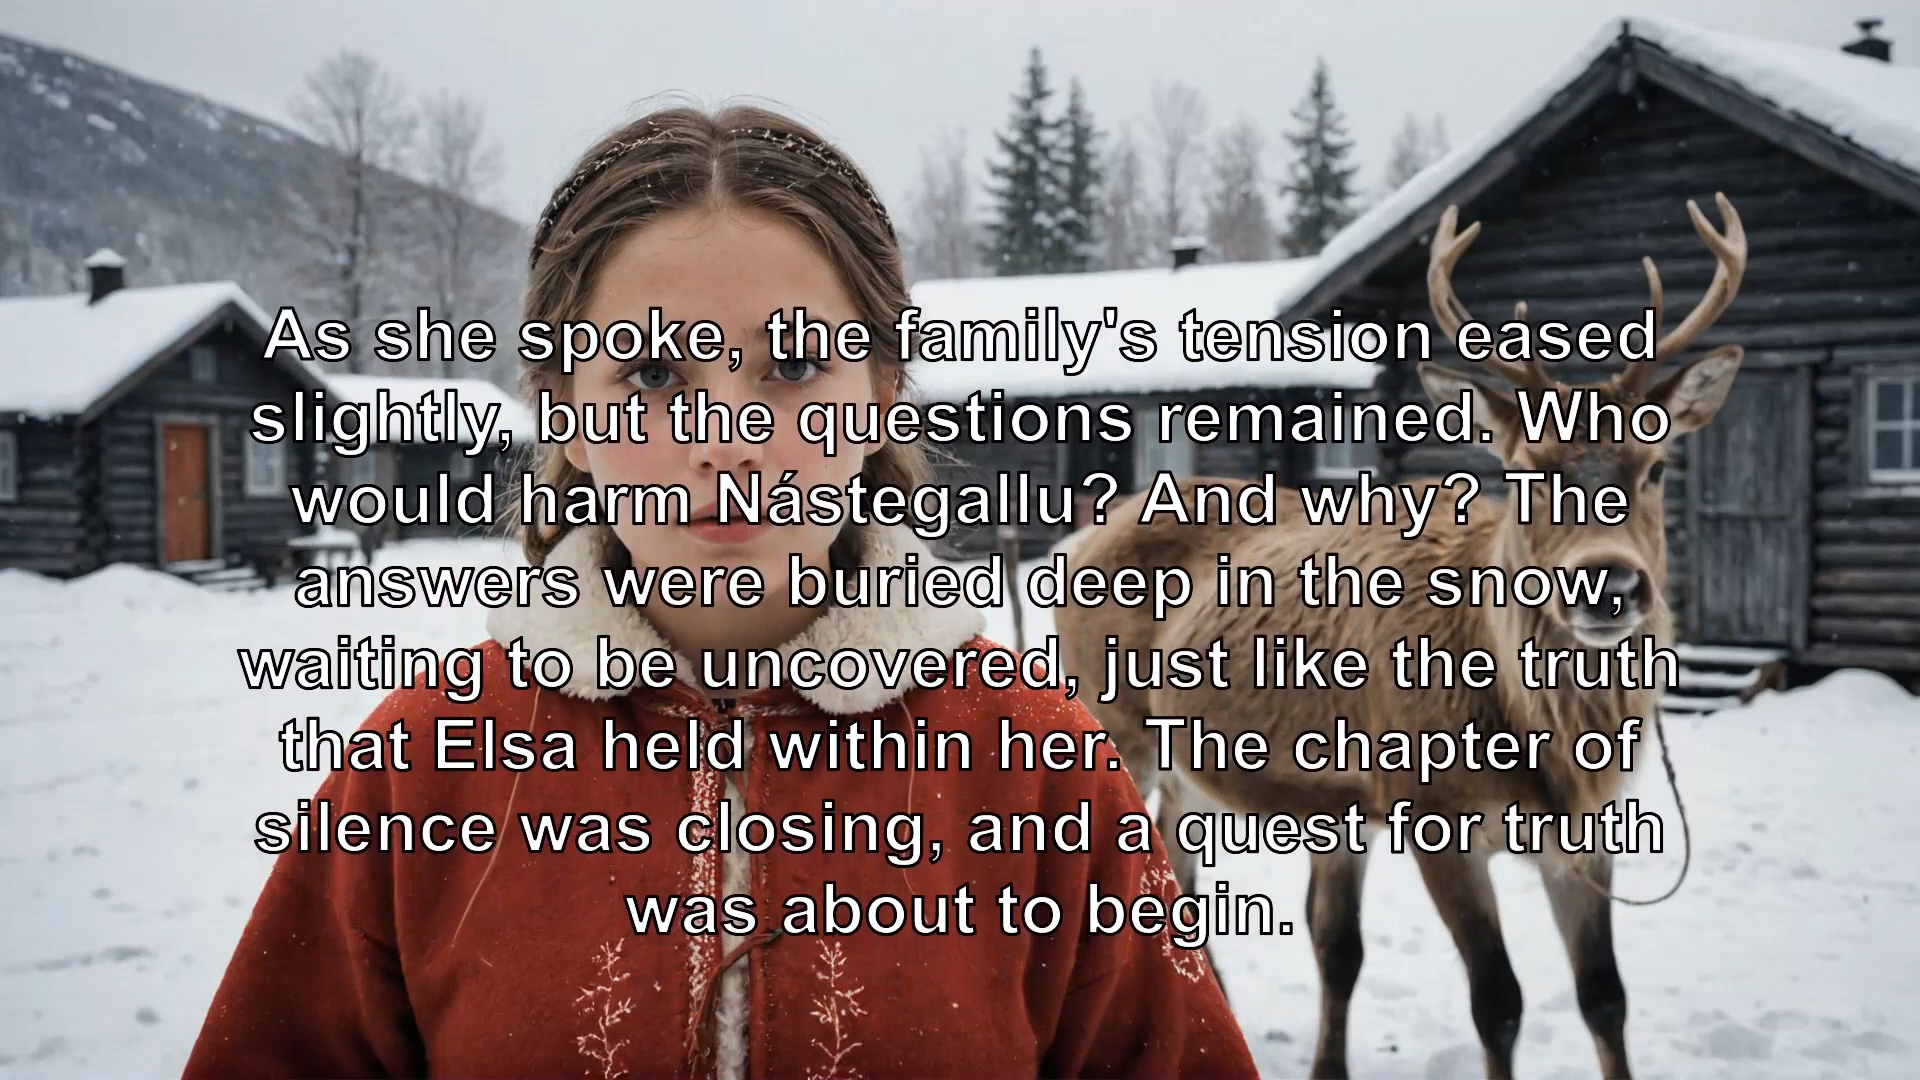 As she spoke, the family's tension eased
slightly, but the questions remained. Who
would harm Nástegallu? And why? The
answers were buried deep in the snow,
waiting to be uncovered, just like the truth
that Elsa held within her. The chapter of
silence was closing, and a quest for truth
was about to begin.